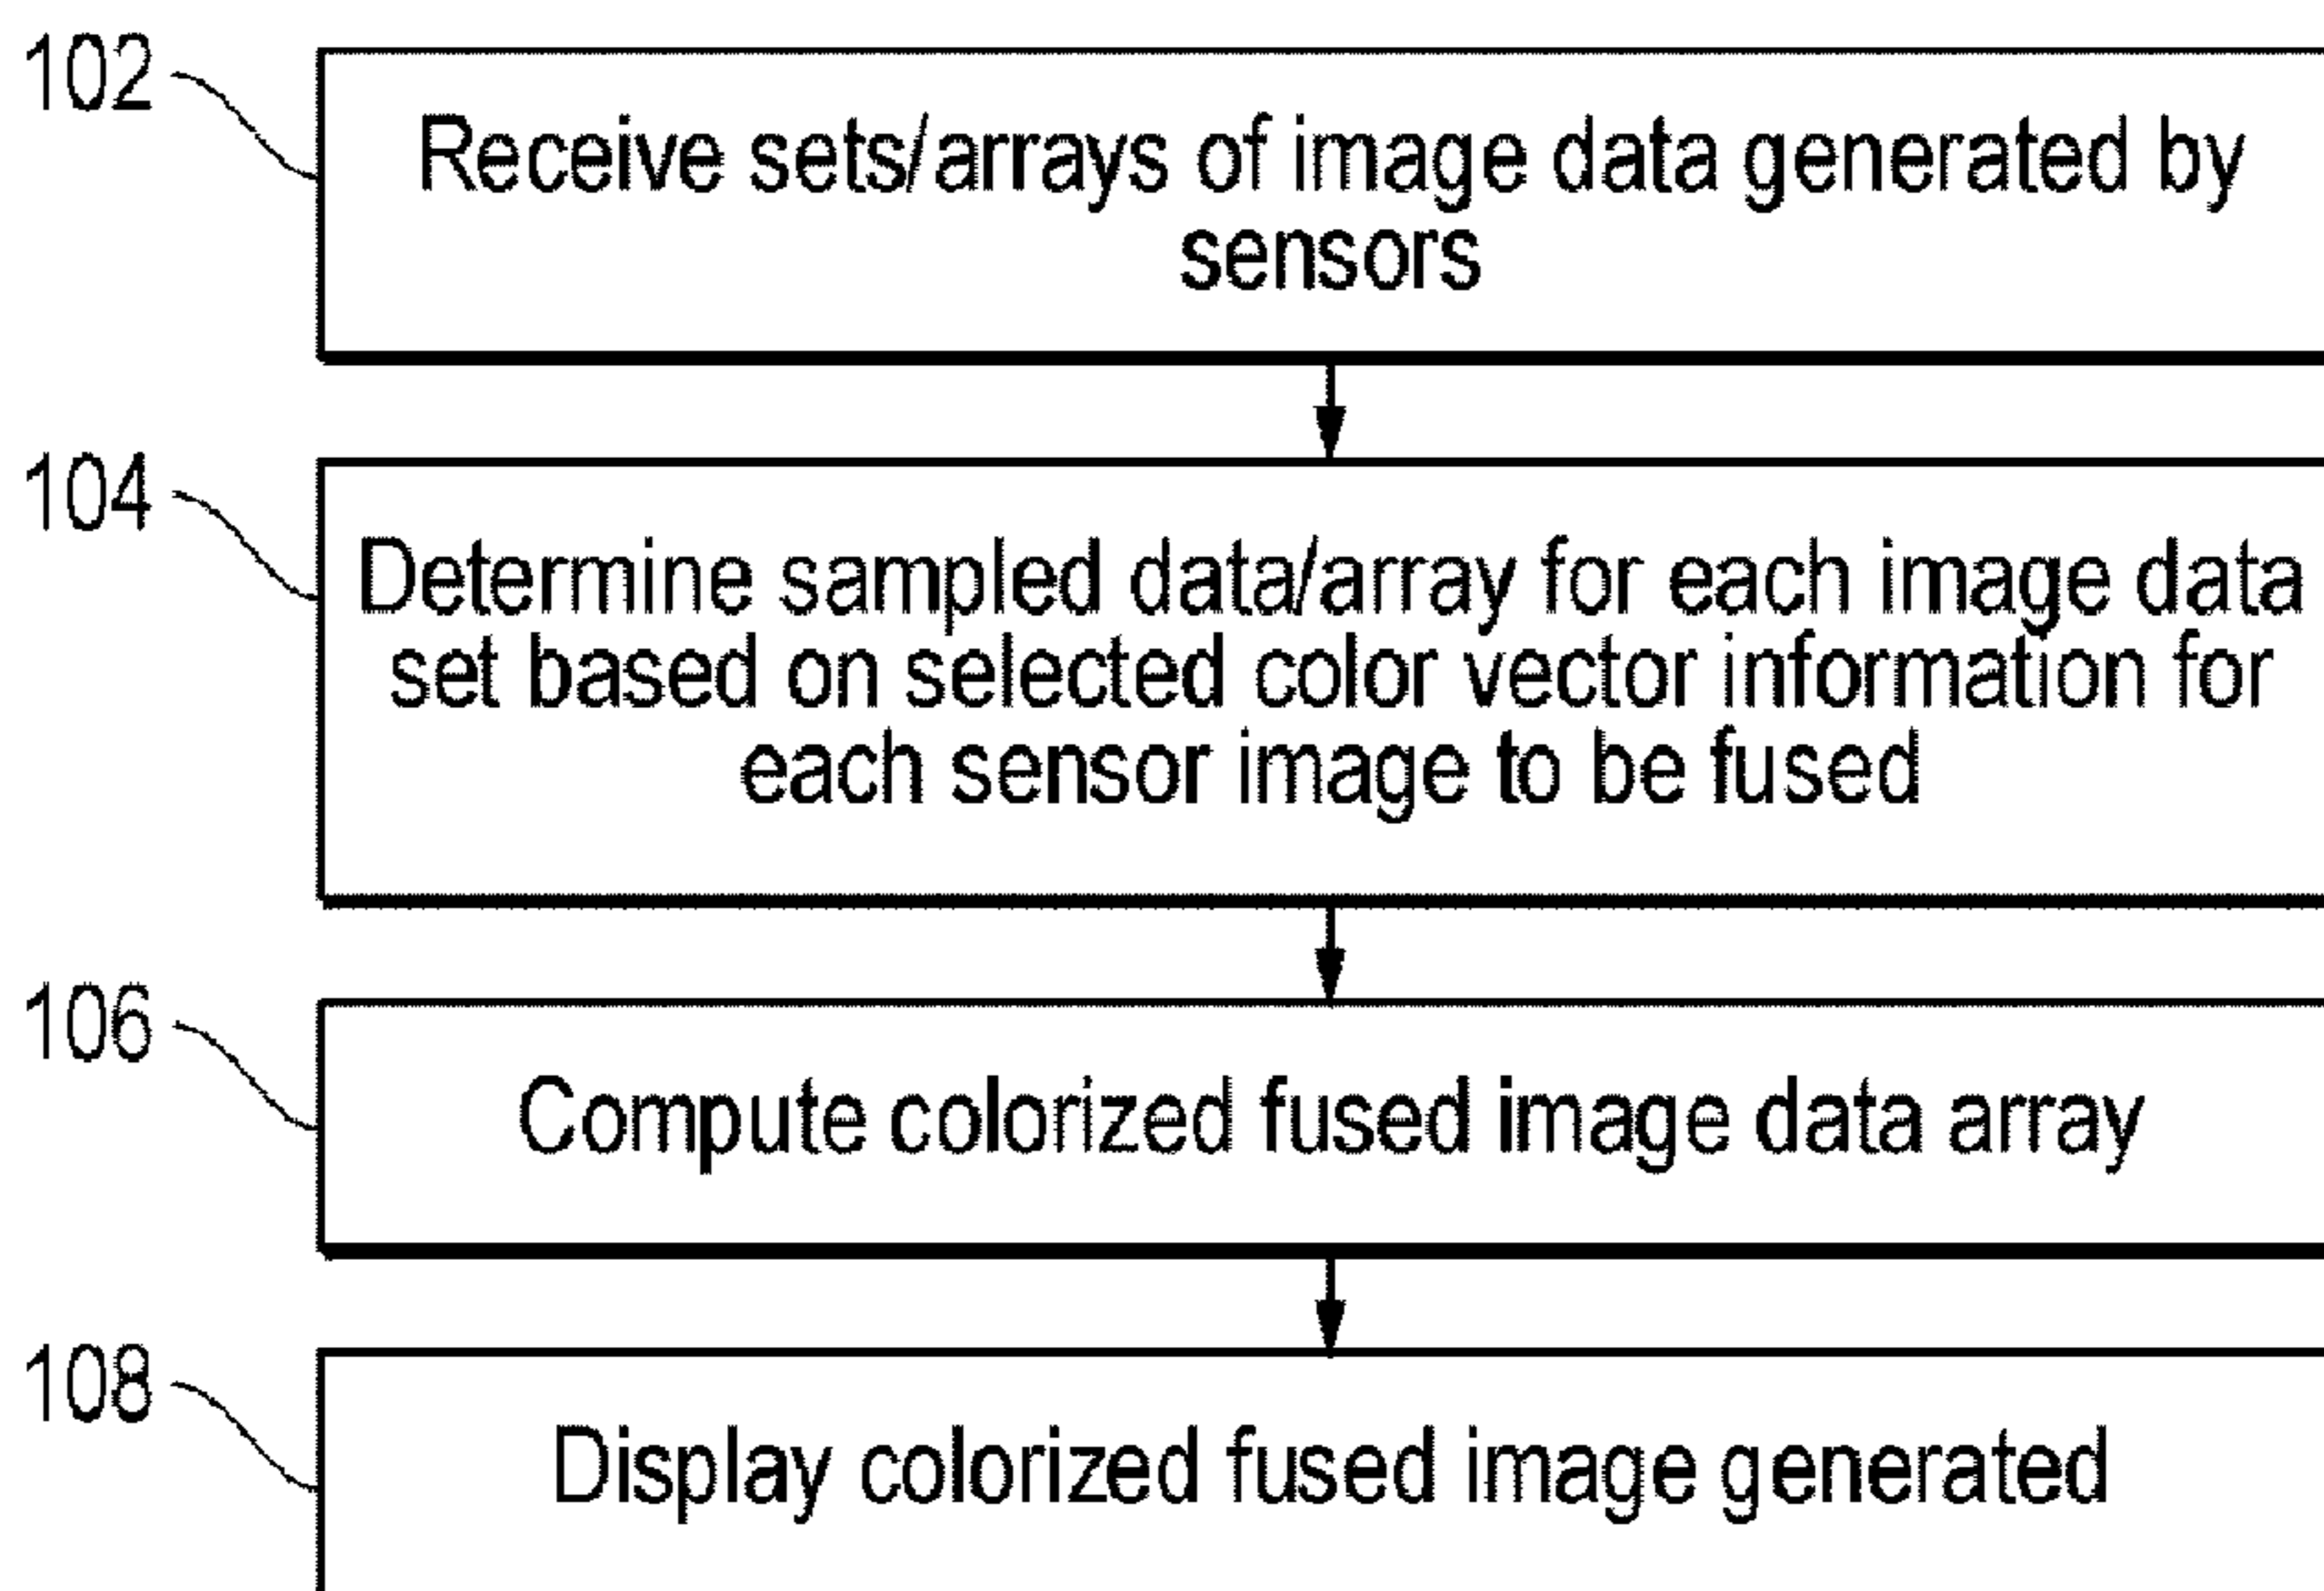 102
Receive sets/arrays of image data generated by
sensors
104
Determine sampled data/array for each image data
set based on selected color vector information for
each sensor image to be fused
106
Compute colorized fused image data array
108
Display colorized fused image generated